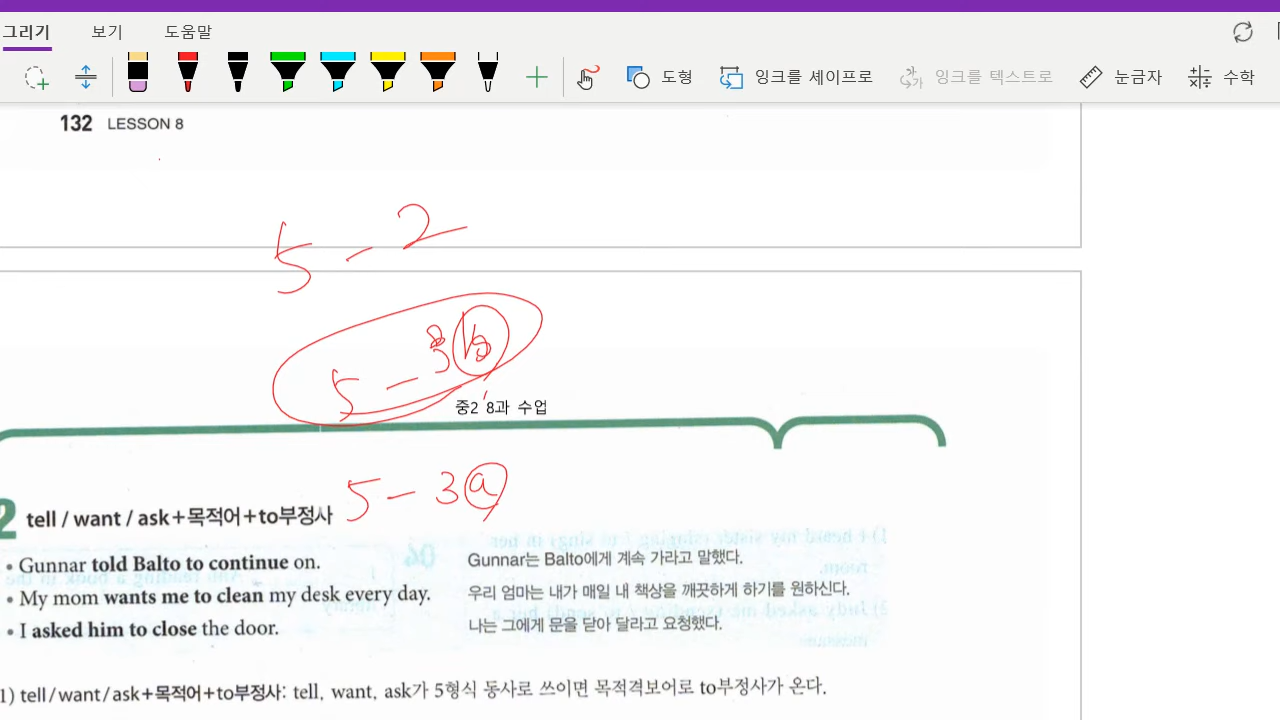 그리기 보기 도움말
도형 잉크를 셰이프로 잉크를 텍스트로 눈금자 수학
132 LESSON 8
5 - 2
5 - 3 b
중2 8과 수업
5 - 3 a
2 tell / want / ask+목적어+to부정사
• Gunnar told Balto to continue on. Gunnar는 Balto에게 계속 가라고 말했다.
• My mom wants me to clean my desk every day. 우리 엄마는 내가 매일 내 책상을 깨끗하게 하기를 원하신다.
• I asked him to close the door. 나는 그에게 문을 닫아 달라고 요청했다.
1) tell/want/ask+목적어+to부정사: tell, want, ask가 5형식 동사로 쓰이면 목적격보어로 to부정사가 온다.